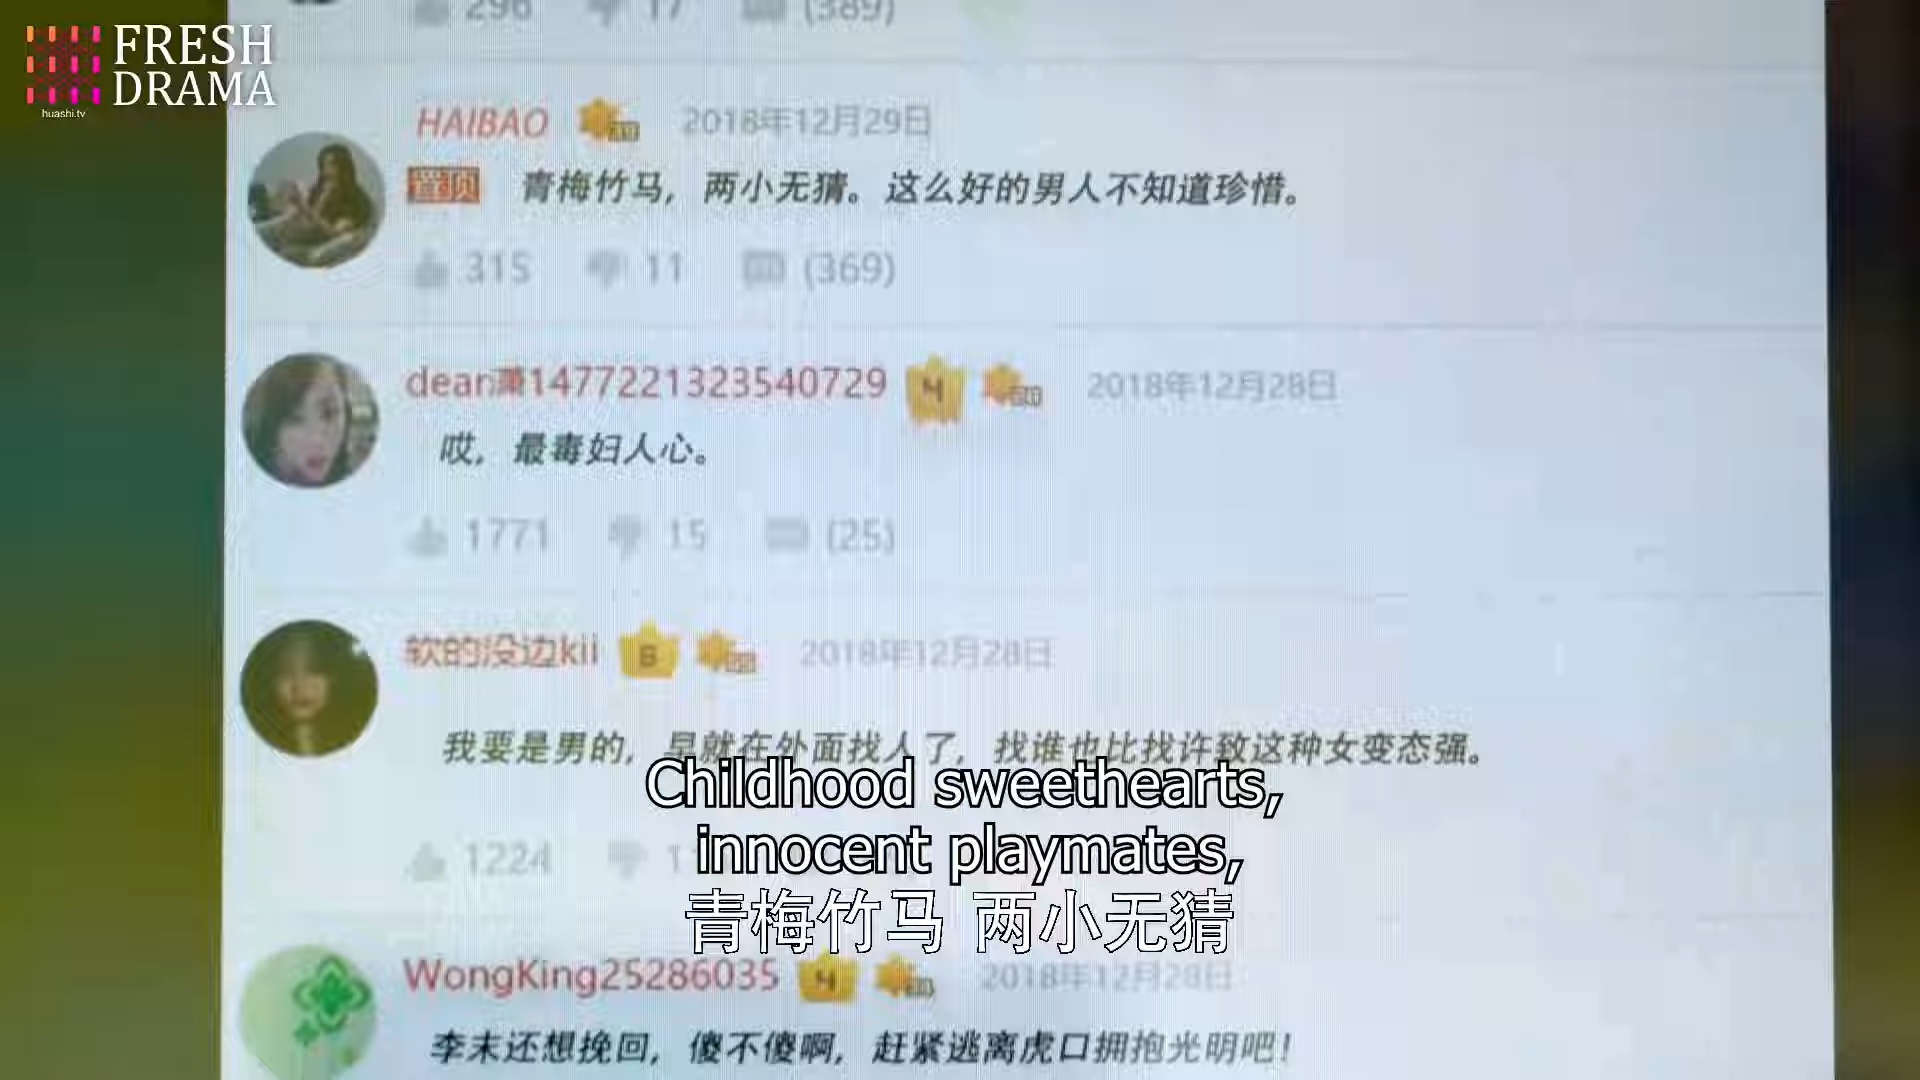 296 17 (389)
FRESH
DRAMA
huashi.tv
HAIBAO 2018年12月29日
置顶 青梅竹马，两小无猜。这么好的男人不知道珍惜。
315 11 (369)
dean潇1477221323540729 M 2018年12月28日
哎，最毒妇人心。
1771 15 (25)
软的没边kii 6 2018年12月28日
我要是男的，早就在外面找人了，找谁也比找许致这种女变态强。
Childhood sweethearts,
innocent playmates,
1224
青梅竹马 两小无猜
WongKing25286035 M 2018年12月28日
李末还想挽回，傻不傻啊，赶紧逃离虎口拥抱光明吧！